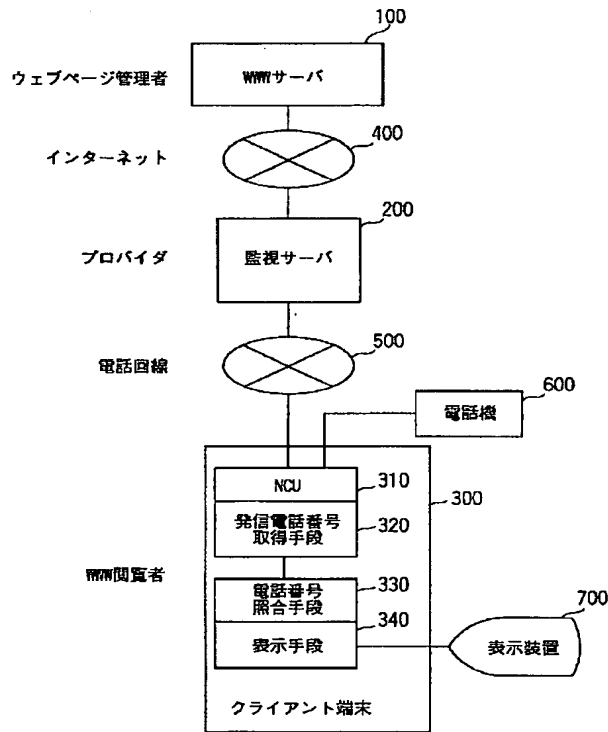 100
ウェブページ管理者
WWWサーバ
400
インターネット
200
プロバイダ
監視サーバ
500
電話回線
600
電話機
NCU
310
300
発信電話番号
取得手段
320
WWW閲覧者
電話番号
照合手段
330
340
表示手段
700
表示装置
クライアント端末